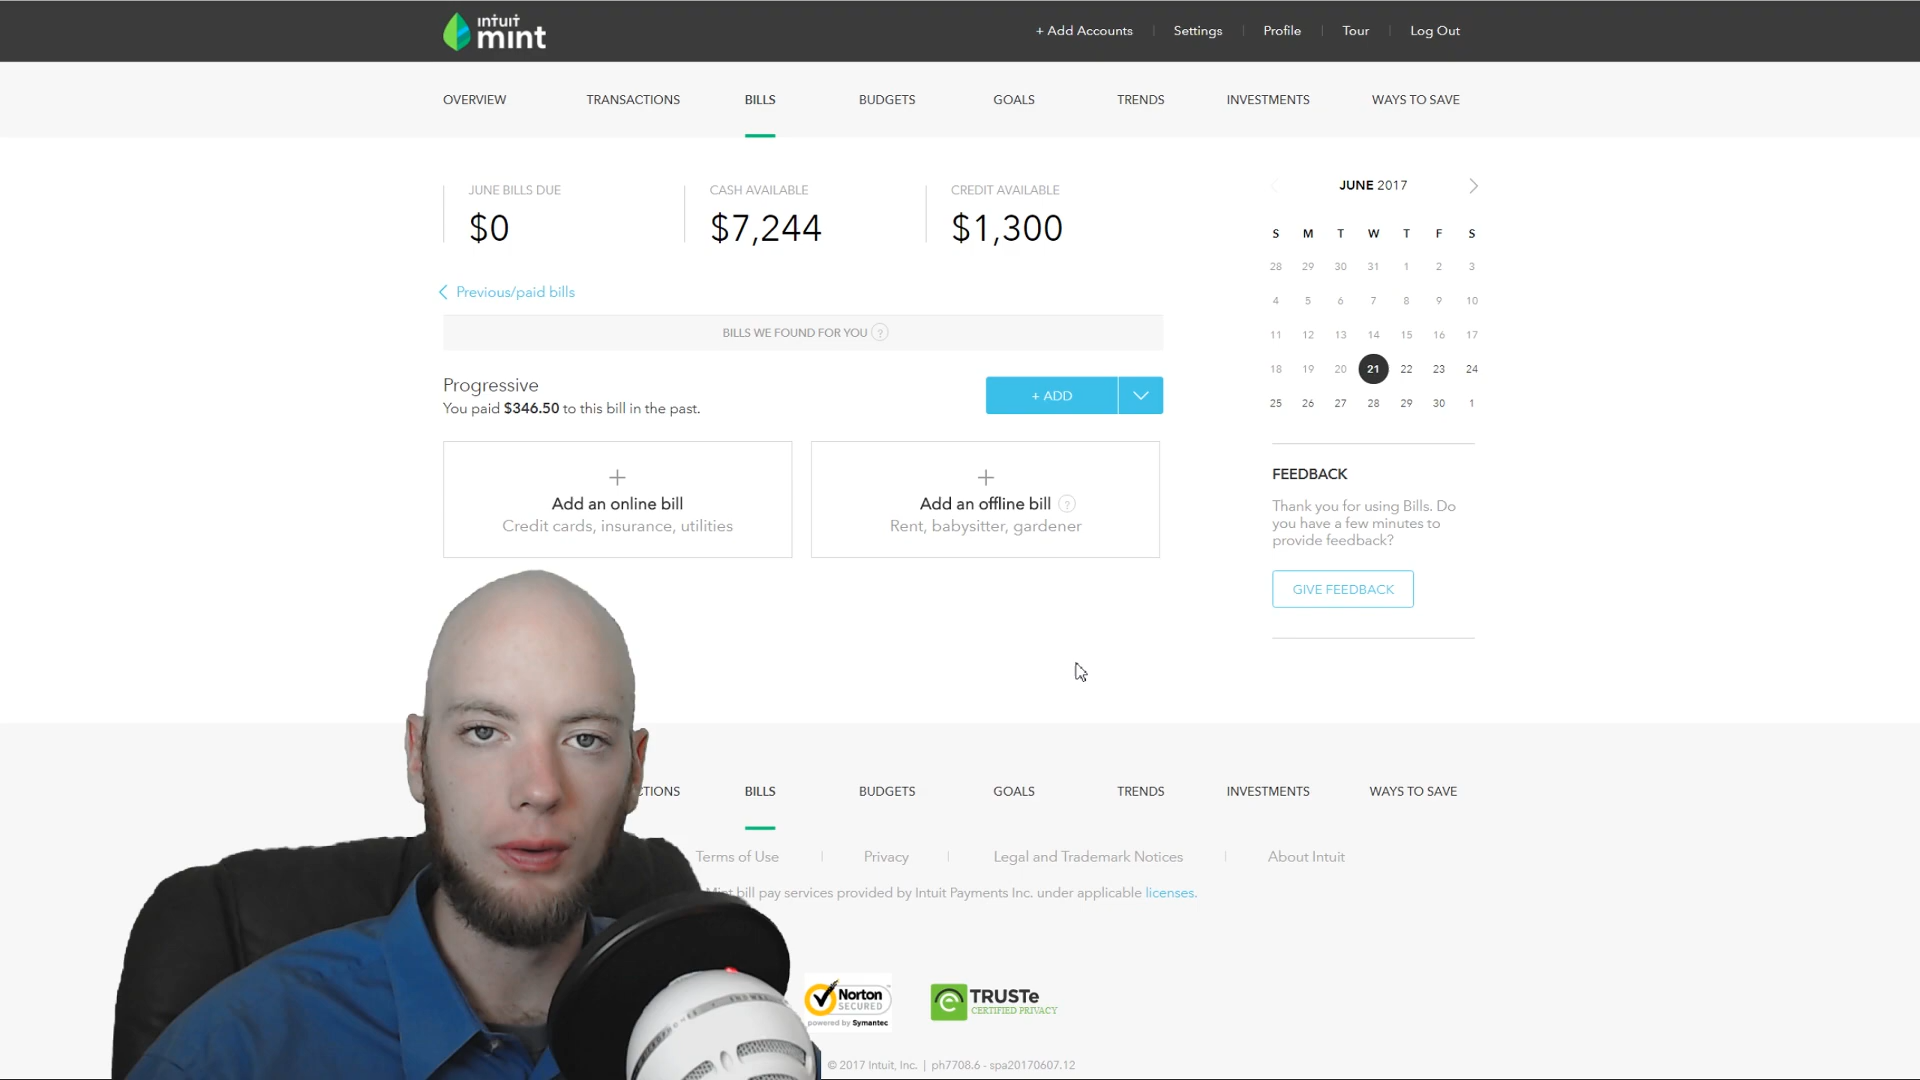 intuit
mint
+ Add Accounts
Settings
Profile
Tour
Log Out
OVERVIEW
TRANSACTIONS
BILLS
BUDGETS
GOALS
TRENDS
INVESTMENTS
WAYS TO SAVE
JUNE BILLS DUE
$0
CASH AVAILABLE
$7,244
CREDIT AVAILABLE
$1,300
Previous/paid bills
BILLS WE FOUND FOR YOU ?
Progressive
You paid $346.50 to this bill in the past.
+ ADD
+
Add an online bill
Credit cards, insurance, utilities
+
Add an offline bill ?
Rent, babysitter, gardener
JUNE 2017
S M T W T F S
28 29 30 31 1 2 3
4 5 6 7 8 9 10
11 12 13 14 15 16 17
18 19 20 21 22 23 24
25 26 27 28 29 30 1
FEEDBACK
Thank you for using Bills. Do
you have a few minutes to
provide feedback?
GIVE FEEDBACK
CTIONS
BILLS
BUDGETS
GOALS
TRENDS
INVESTMENTS
WAYS TO SAVE
Terms of Use
Privacy
Legal and Trademark Notices
About Intuit
Mint bill pay services provided by Intuit Payments Inc. under applicable licenses.
Norton
SECURED
powered by Symantec
TRUSTe
CERTIFIED PRIVACY
© 2017 Intuit, Inc. | ph7708.6 - spa20170607.12